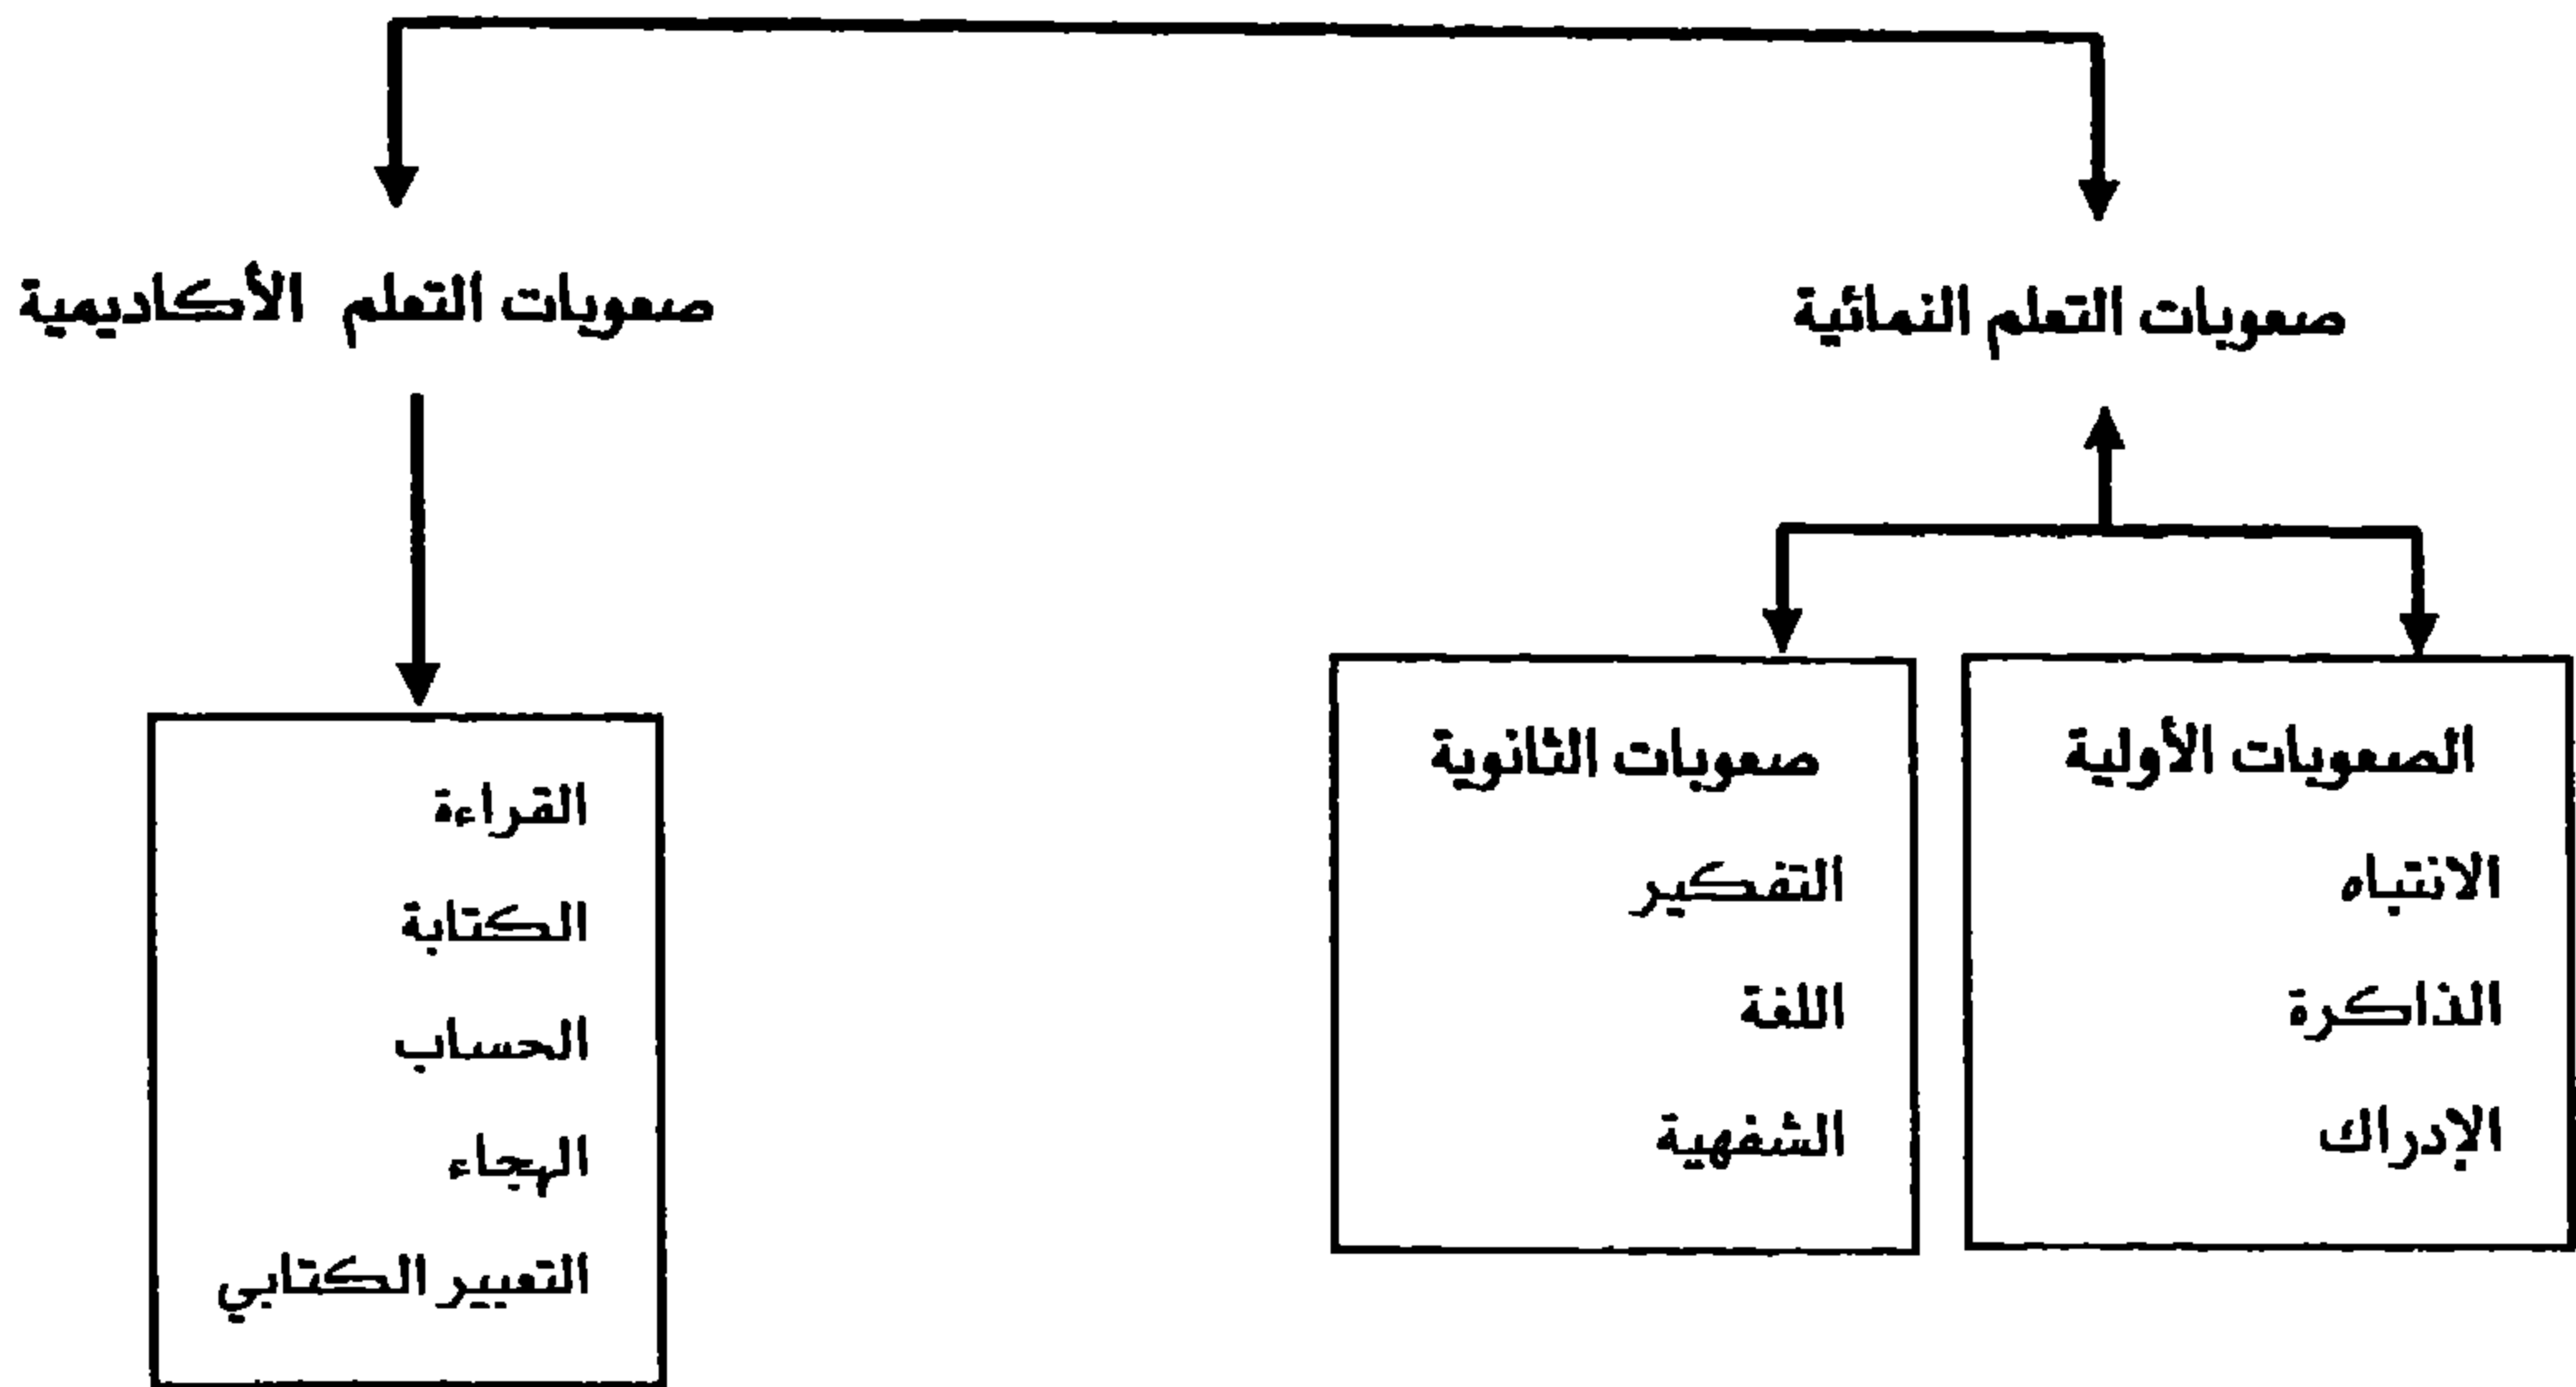 صعوبات التعلم النمائية
صعوبات التعلم الأكاديمية
الصعوبات الأولية
الانتباه
الذاكرة
الإدراك
صعوبات الثانوية
التفكير
اللغة
الشفهية
القراءة
الكتابة
الحساب
الهجاء
التعبير الكتابي